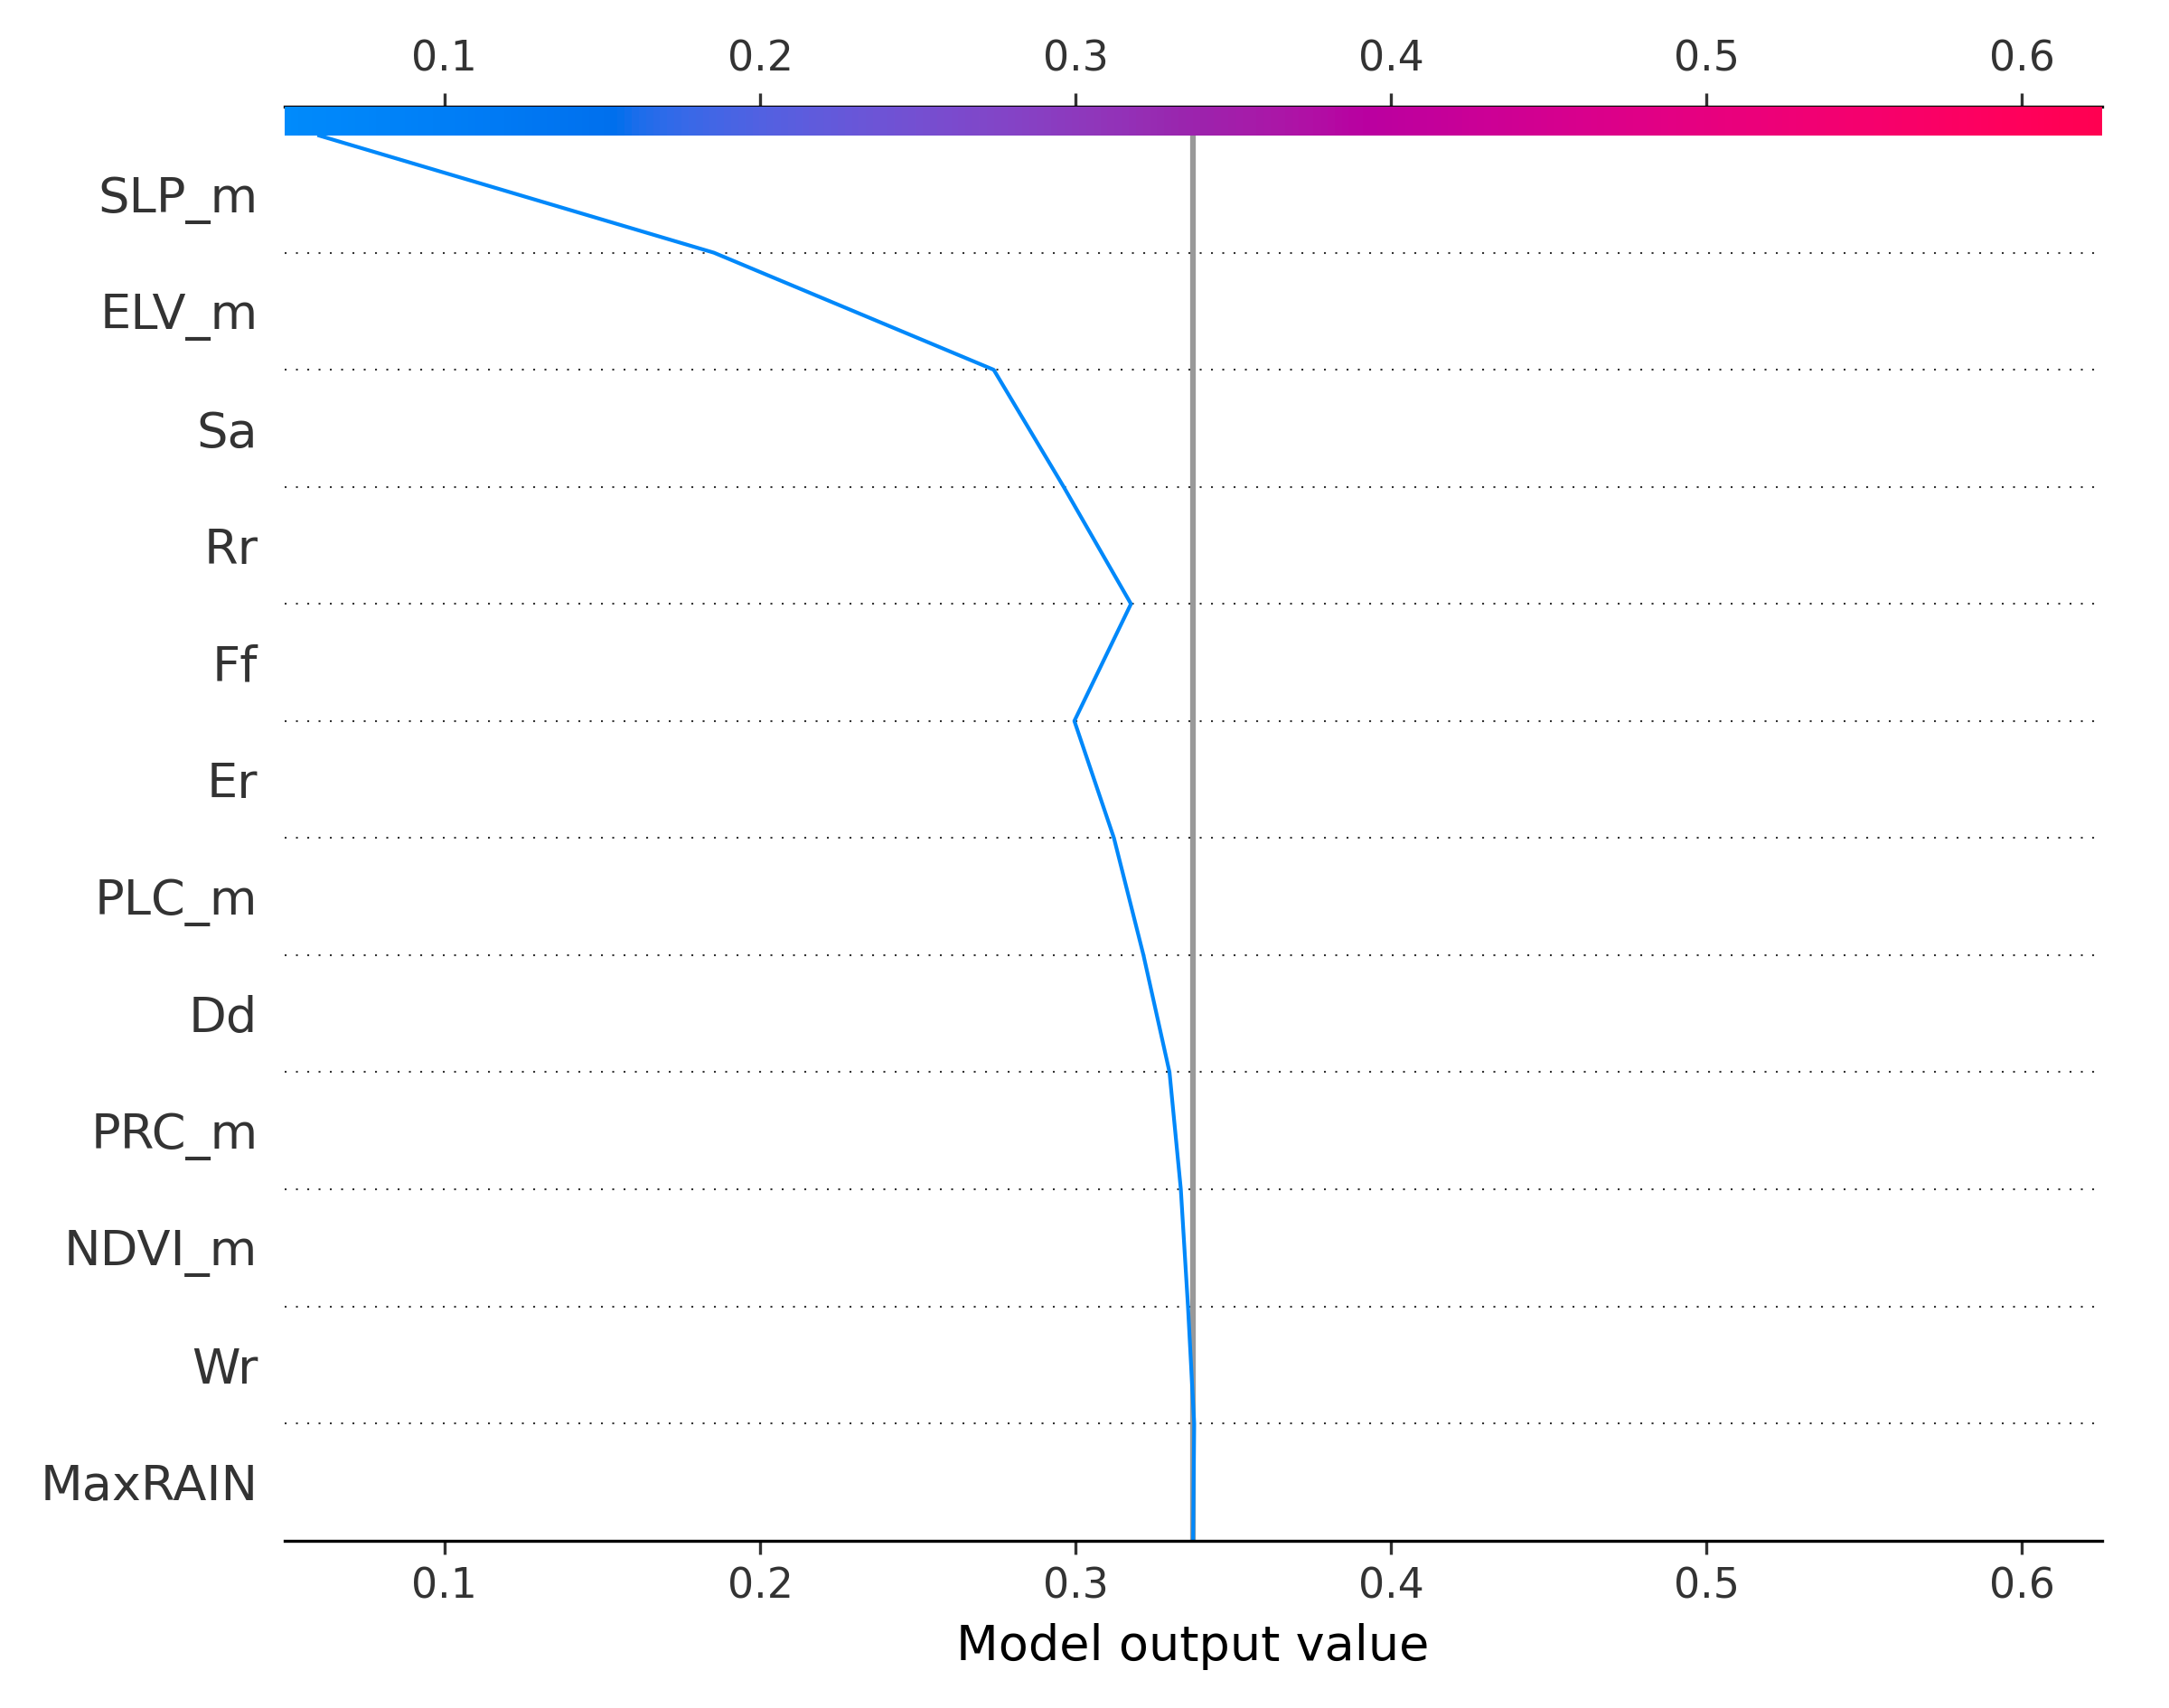 0.1 0.2 0.3 0.4 0.5 0.6
SLP_m
ELV_m
Sa
Rr
Ff
Er
PLC_m
Dd
PRC_m
NDVI_m
Wr
MaxRAIN
0.1 0.2 0.3 0.4 0.5 0.6
Model output value